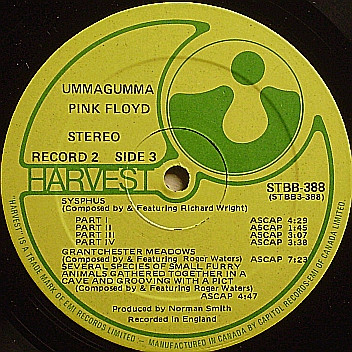 UMMAGUMMA
PINK FLOYD
STEREO
RECORD 2 SIDE 3
HARVEST
STBB-388
(STBB3-388)
SYSPHUS
(Composed by & Featuring Richard Wright)
PART I ASCAP 4:29
PART II ASCAP 1:45
PART III ASCAP 3:07
PART IV ASCAP 3:38
GRANTCHESTER MEADOWS
(Composed by & Featuring Roger Waters) ASCAP 7:23
SEVERAL SPECIES OF SMALL FURRY
ANIMALS GATHERED TOGETHER IN A
CAVE AND GROOVING WITH A PICT
(Composed by & Featuring Roger Waters)
ASCAP 4:47
Produced by Norman Smith
Recorded in England
"HARVEST" IS A TRADE MARK OF EMI RECORDS LIMITED — MANUFACTURED IN CANADA BY CAPITOL RECORDS-EMI OF CANADA LIMITED.